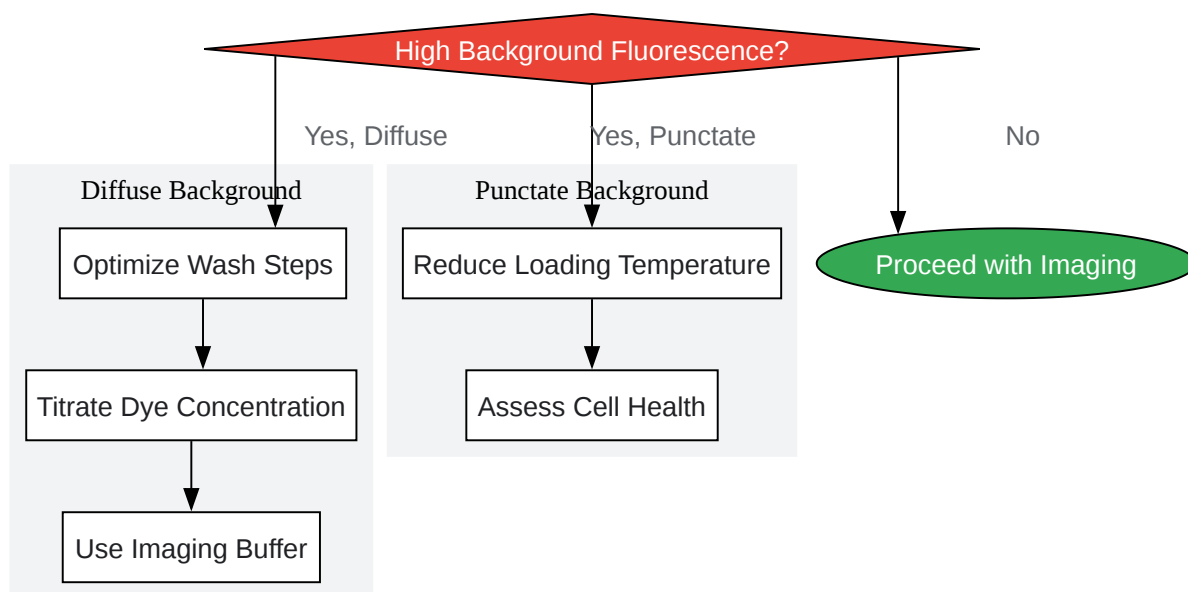 High Background Fluorescence?
Yes, Diffuse
Yes, Punctate
No
Diffuse Background
Punctate Background
Optimize Wash Steps
Reduce Loading Temperature
Proceed with Imaging
Titrate Dye Concentration
Assess Cell Health
Use Imaging Buffer